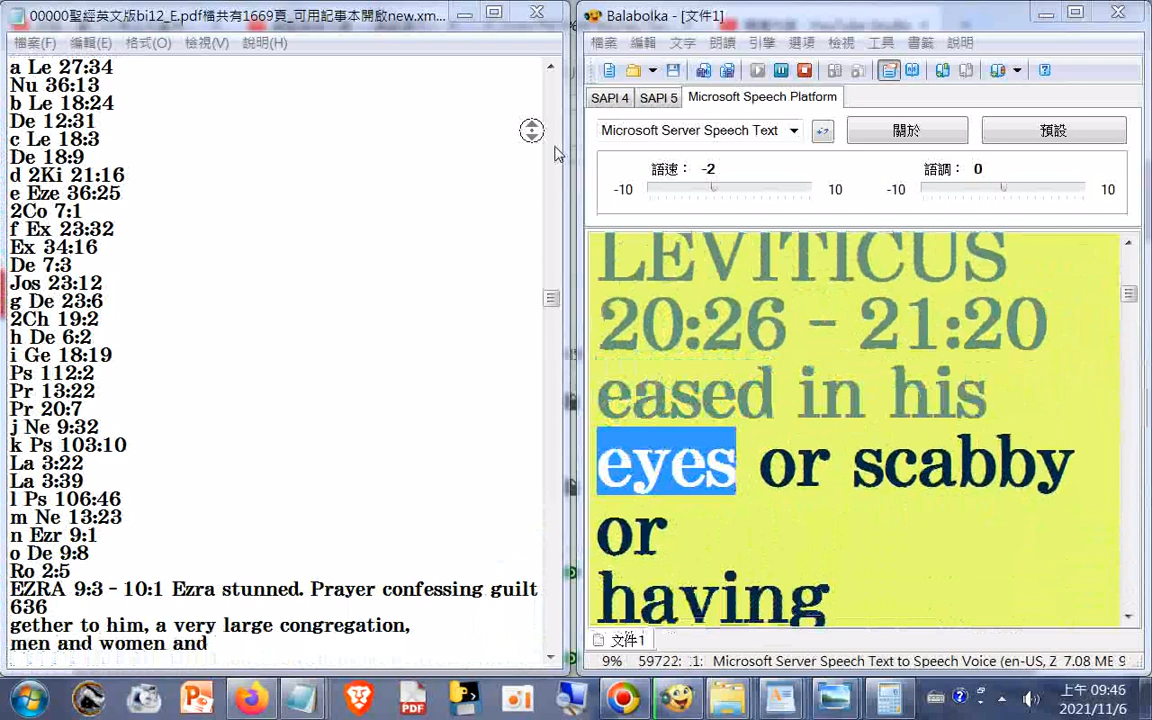 00000聖經英文版bi12_E.pdf檔共有1669頁_可用記事本開啟new.xm...
檔案(F) 編輯(E) 格式(O) 檢視(V) 說明(H)
a Le 27:34
Nu 36:13
b Le 18:24
De 12:31
c Le 18:3
De 18:9
d 2Ki 21:16
e Eze 36:25
2Co 7:1
f Ex 23:32
Ex 34:16
De 7:3
Jos 23:12
g De 23:6
2Ch 19:2
h De 6:2
i Ge 18:19
Ps 112:2
Pr 13:22
Pr 20:7
j Ne 9:32
k Ps 103:10
La 3:22
La 3:39
l Ps 106:46
m Ne 13:23
n Ezr 9:1
o De 9:8
Ro 2:5
EZRA 9:3 – 10:1 Ezra stunned. Prayer confessing guilt
636
gether to him, a very large congregation,
men and women and
Balabolka - [文件1]
檔案 編輯 文字 朗讀 引擎 選項 檢視 工具 書籤 說明
SAPI 4 SAPI 5 Microsoft Speech Platform
Microsoft Server Speech Text 關於 預設
語速： -2 語調： 0
-10 10 -10 10
LEVITICUS
20:26 – 21:20
eased in his
eyes or scabby
or
having
文件1
9% 59722: .1: Microsoft Server Speech Text to Speech Voice (en-US, Z 7.08 MB 9
PDF
上午 09:46
2021/11/6